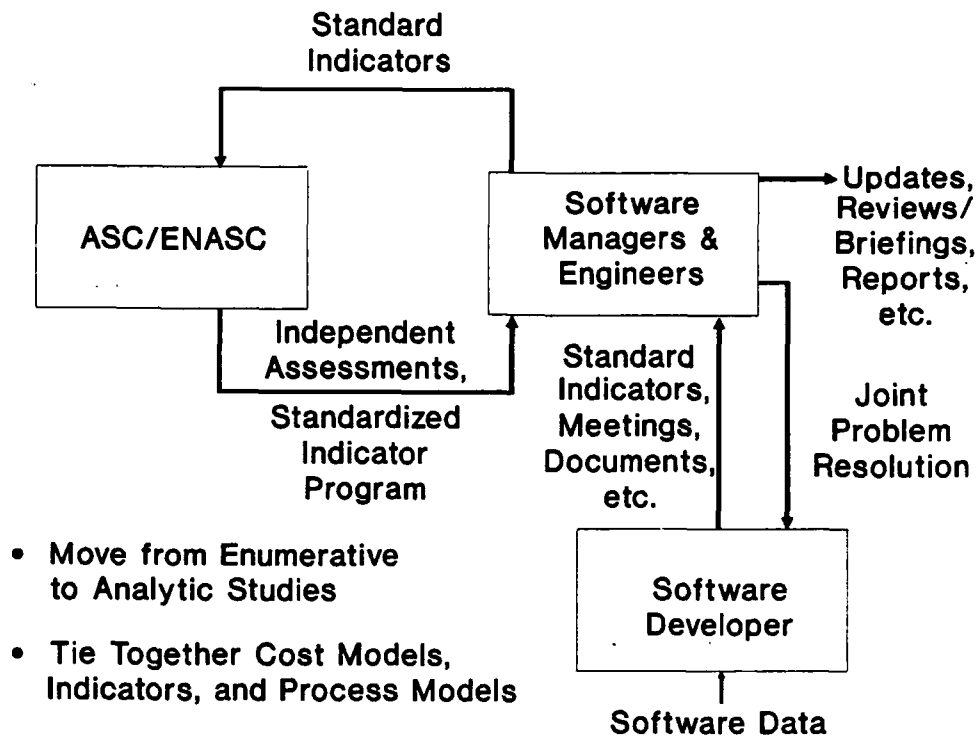 Standard
Indicators
ASC/ENASC
Software
Managers &
Engineers
Updates,
Reviews/
Briefings,
Reports,
etc.
Independent
Assessments,
Standardized
Indicator
Program
Standard
Indicators,
Meetings,
Documents,
etc.
Joint
Problem
Resolution
• Move from Enumerative
to Analytic Studies
• Tie Together Cost Models,
Indicators, and Process Models
Software
Developer
Software Data